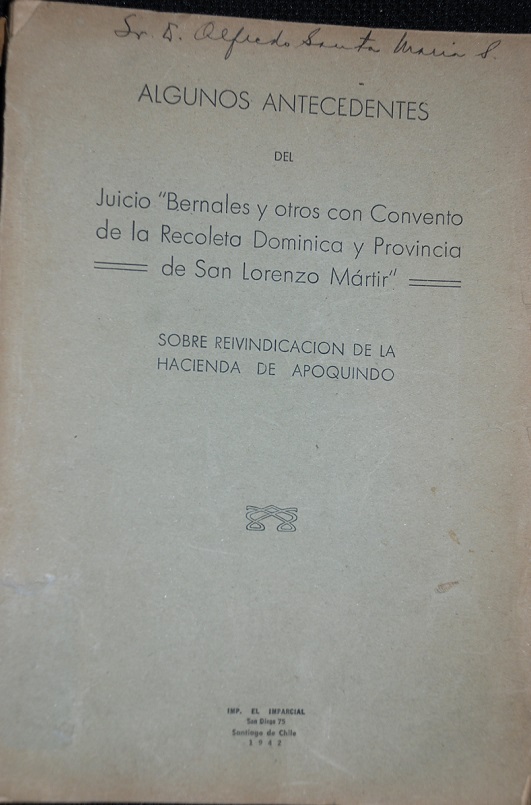 Sr. D. Alfredo Santa Maria S.
ALGUNOS ANTECEDENTES
DEL
Juicio "Bernales y otros con Convento
de la Recoleta Dominica y Provincia
de San Lorenzo Mártir"
SOBRE REIVINDICACION DE LA
HACIENDA DE APOQUINDO
IMP. EL IMPARCIAL
San Diego 75
Santiago de Chile
1942